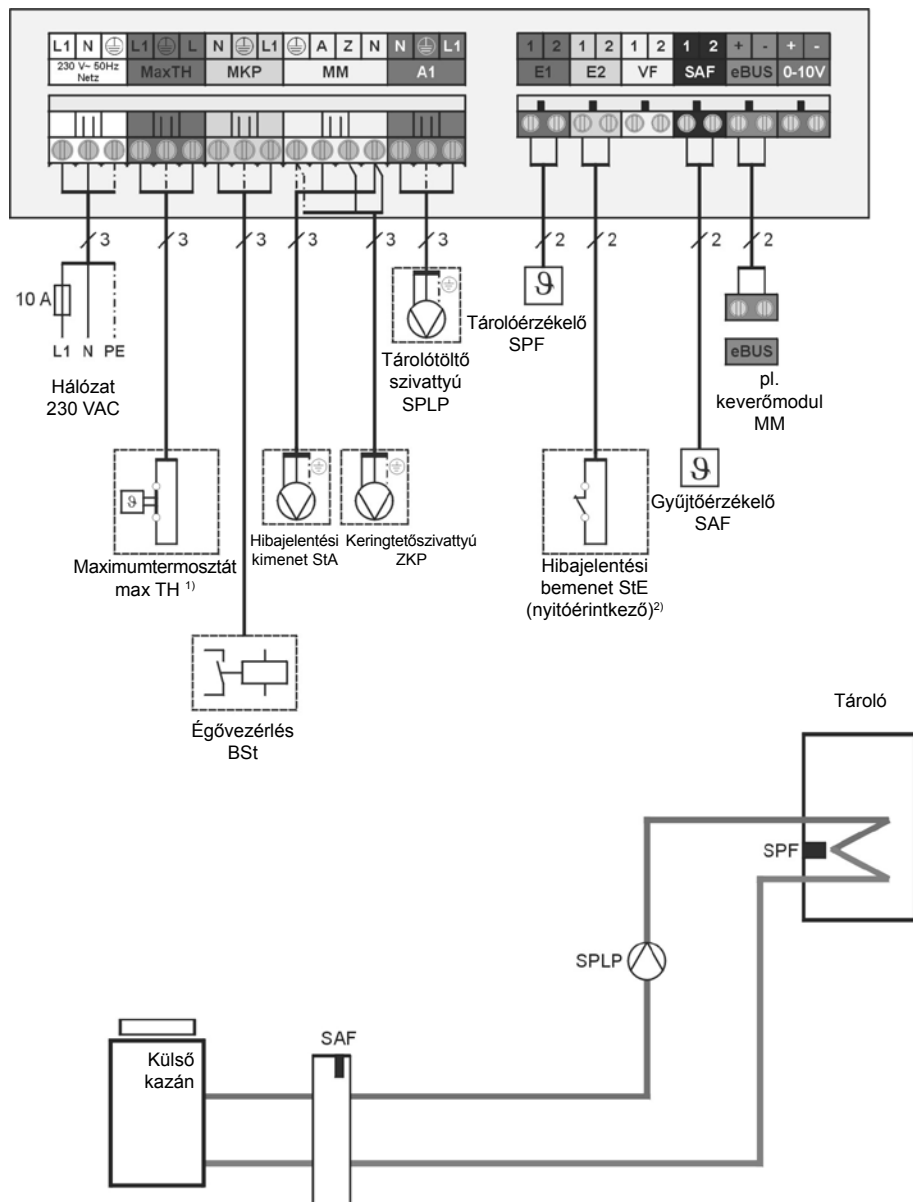 L1 N L1 L N L1 A Z N N L1
230 V~ 50Hz
Netz
MaxTH MKP MM A1
1 2 1 2 1 2 1 2 + - + -
E1 E2 VF SAF eBUS 0-10V
3 3 3 3 3 3
2 2 2 2
10 A
L1 N PE
Hálózat
230 VAC
Tárolótöltő
szivattyú
SPLP
ϑ
Tárolóérzékelő
SPF
eBUS
pl.
keverőmodul
MM
ϑ
Maximumtermosztát
max TH 1)
Hibajelentési
kimenet StA
Keringtetőszivattyú
ZKP
Hibajelentési
bemenet StE
(nyitóérintkező)2)
ϑ
Gyűjtőérzékelő
SAF
Égővezérlés
BSt
Tároló
SPF
SPLP
SAF
Külső
kazán